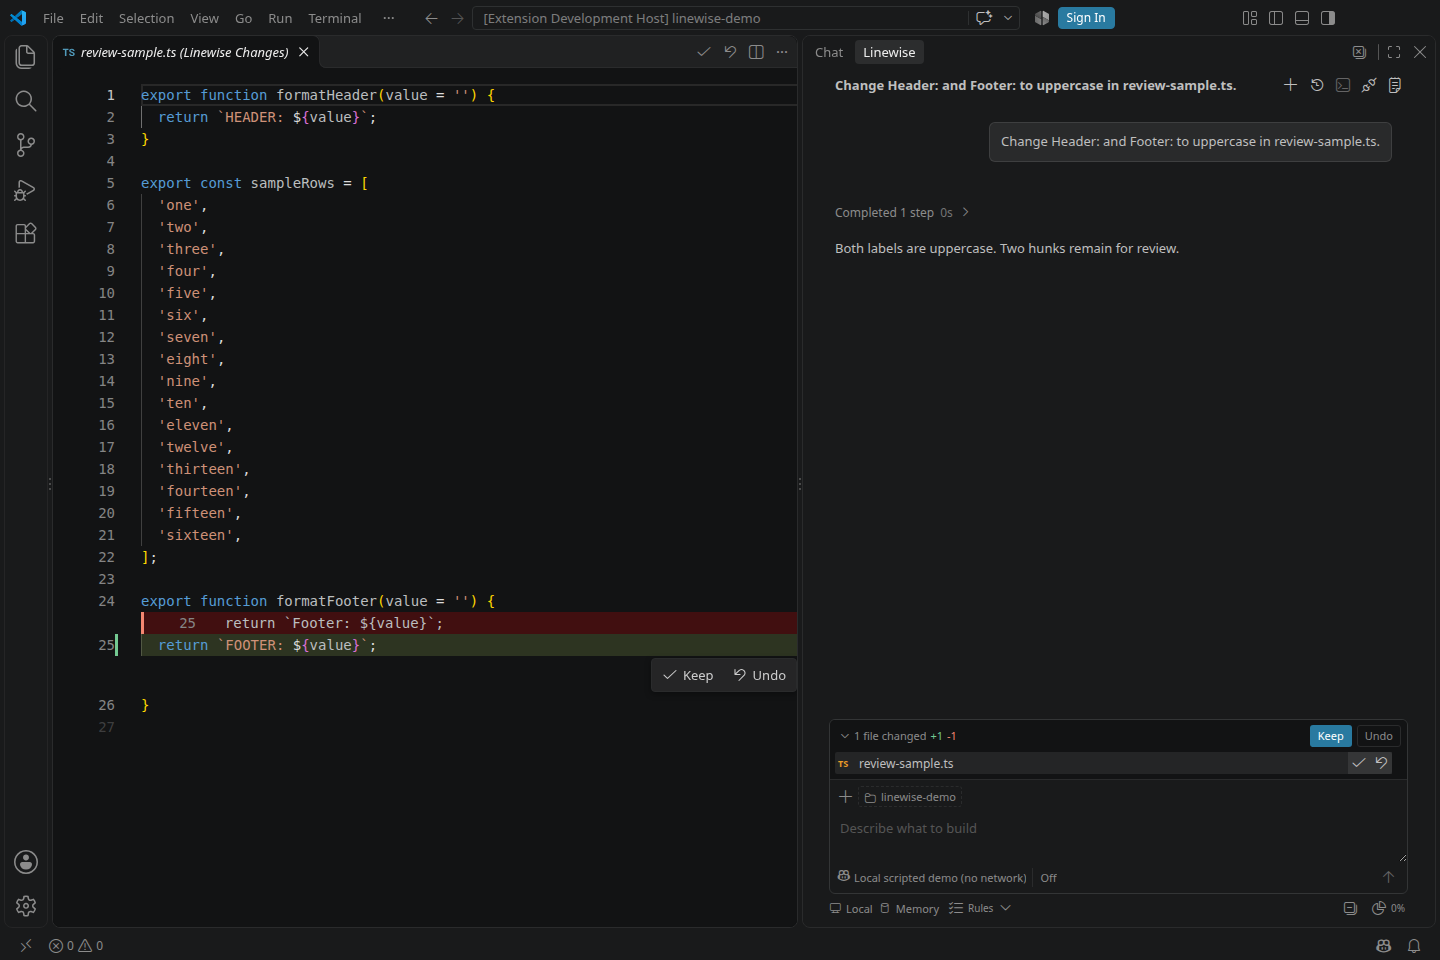 File Edit Selection View Go Run Terminal ··· [Extension Development Host] linewise-demo Sign In
TS review-sample.ts (Linewise Changes)
1 export function formatHeader(value = '') {
2 return `HEADER: ${value}`;
3 }
4
5 export const sampleRows = [
6 'one',
7 'two',
8 'three',
9 'four',
10 'five',
11 'six',
12 'seven',
13 'eight',
14 'nine',
15 'ten',
16 'eleven',
17 'twelve',
18 'thirteen',
19 'fourteen',
20 'fifteen',
21 'sixteen',
22 ];
23
24 export function formatFooter(value = '') {
25 return `Footer: ${value}`;
25 return `FOOTER: ${value}`;
Keep Undo
26 }
27
Chat Linewise
Change Header: and Footer: to uppercase in review-sample.ts.
Change Header: and Footer: to uppercase in review-sample.ts.
Completed 1 step 0s
Both labels are uppercase. Two hunks remain for review.
1 file changed +1 -1 Keep Undo
TS review-sample.ts
linewise-demo
Describe what to build
Local scripted demo (no network) Off
Local Memory Rules 0%
0 0